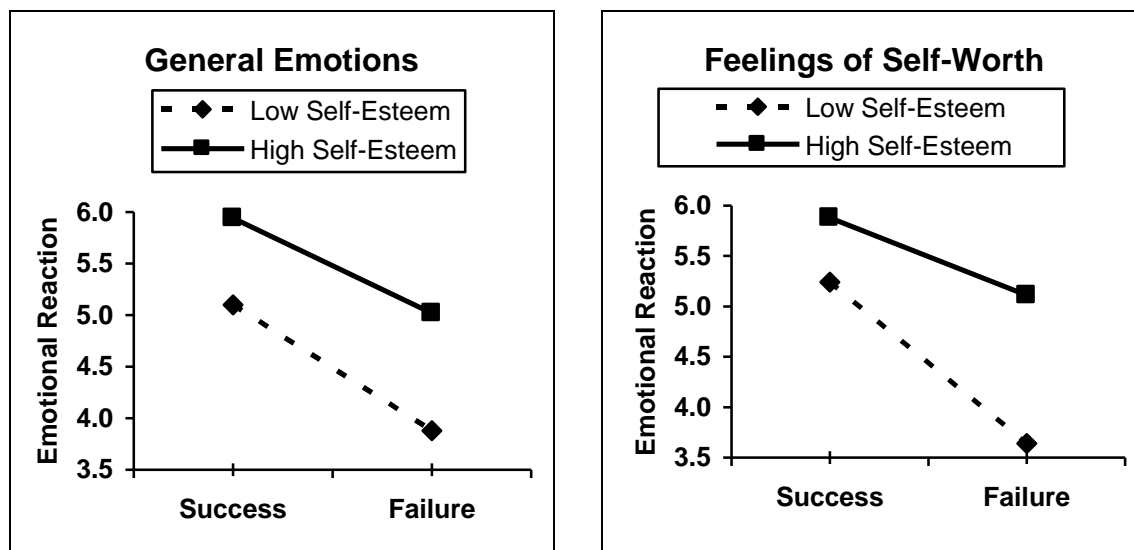 General Emotions
Low Self-Esteem
High Self-Esteem
Emotional Reaction
6.0
5.5
5.0
4.5
4.0
3.5
Success Failure
Feelings of Self-Worth
Low Self-Esteem
High Self-Esteem
Emotional Reaction
6.0
5.5
5.0
4.5
4.0
3.5
Success Failure